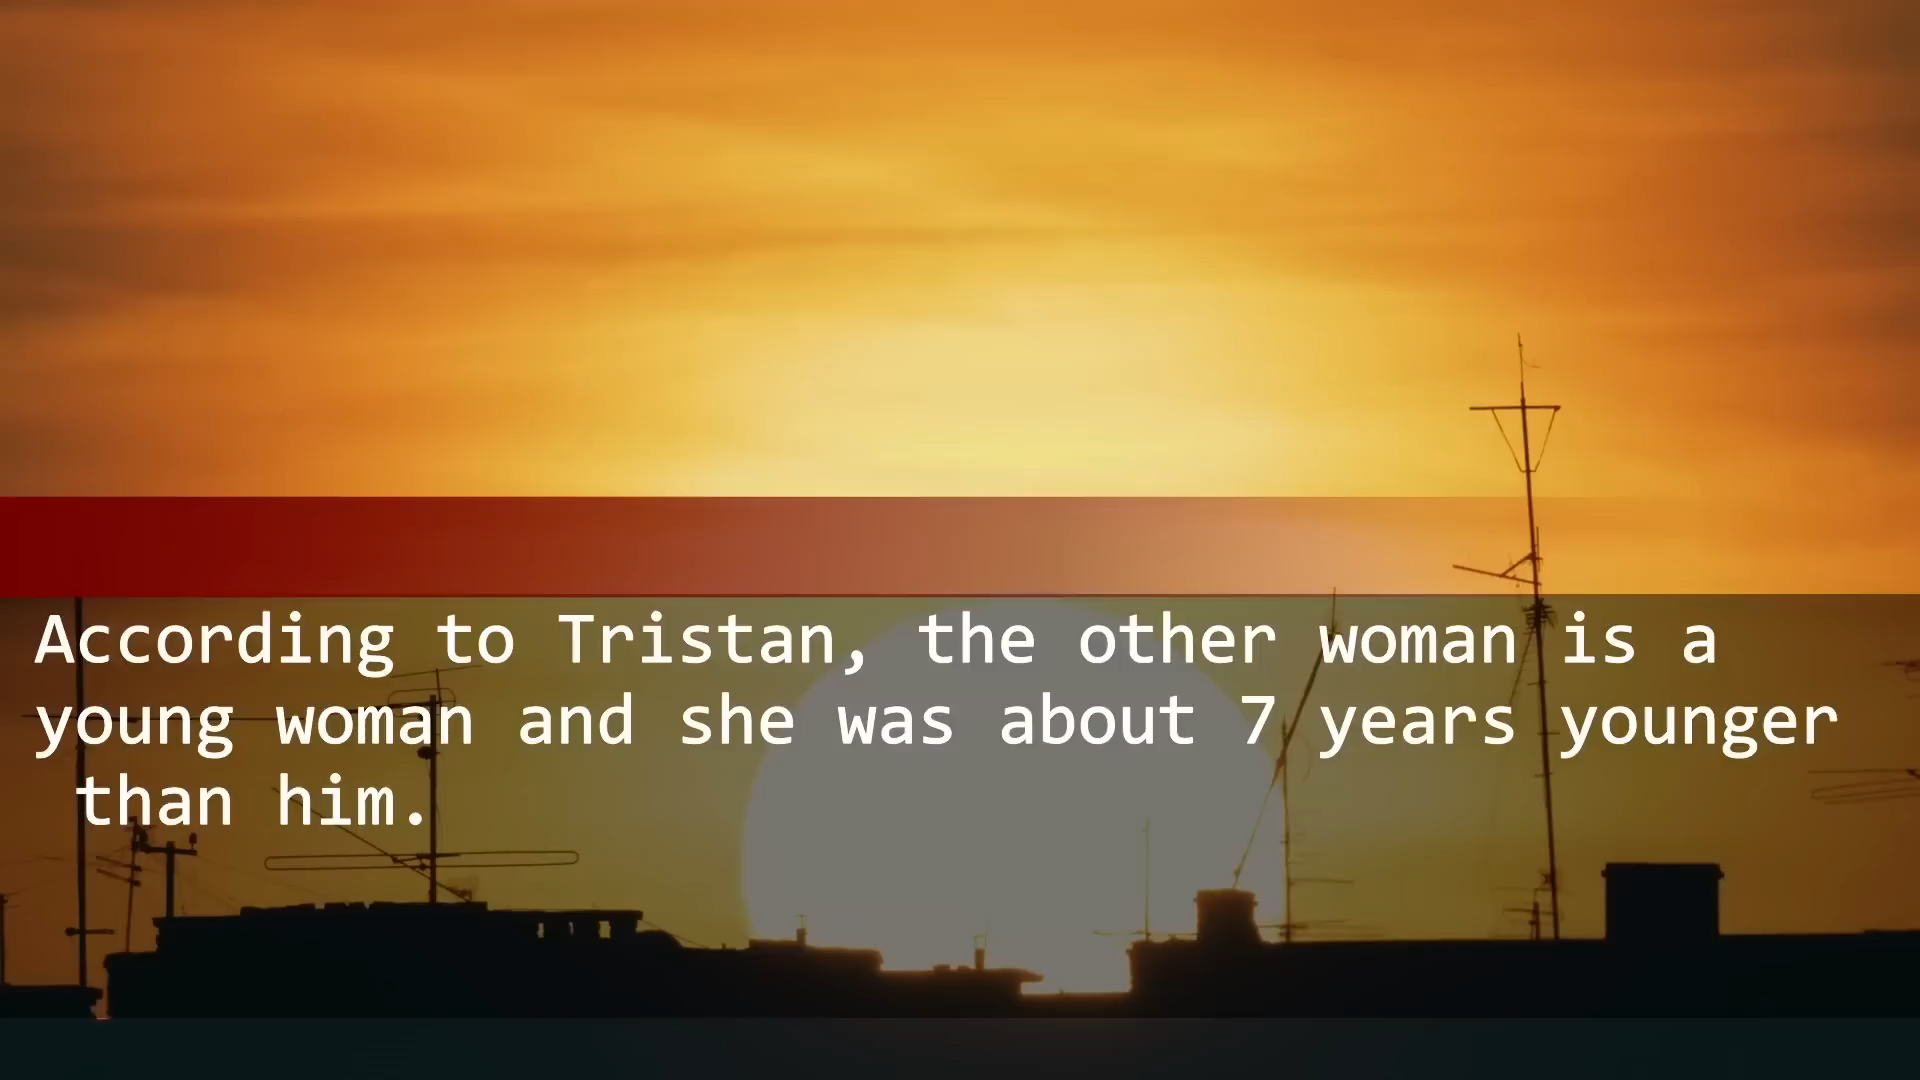 According to Tristan, the other woman is a
young woman and she was about 7 years younger
than him.